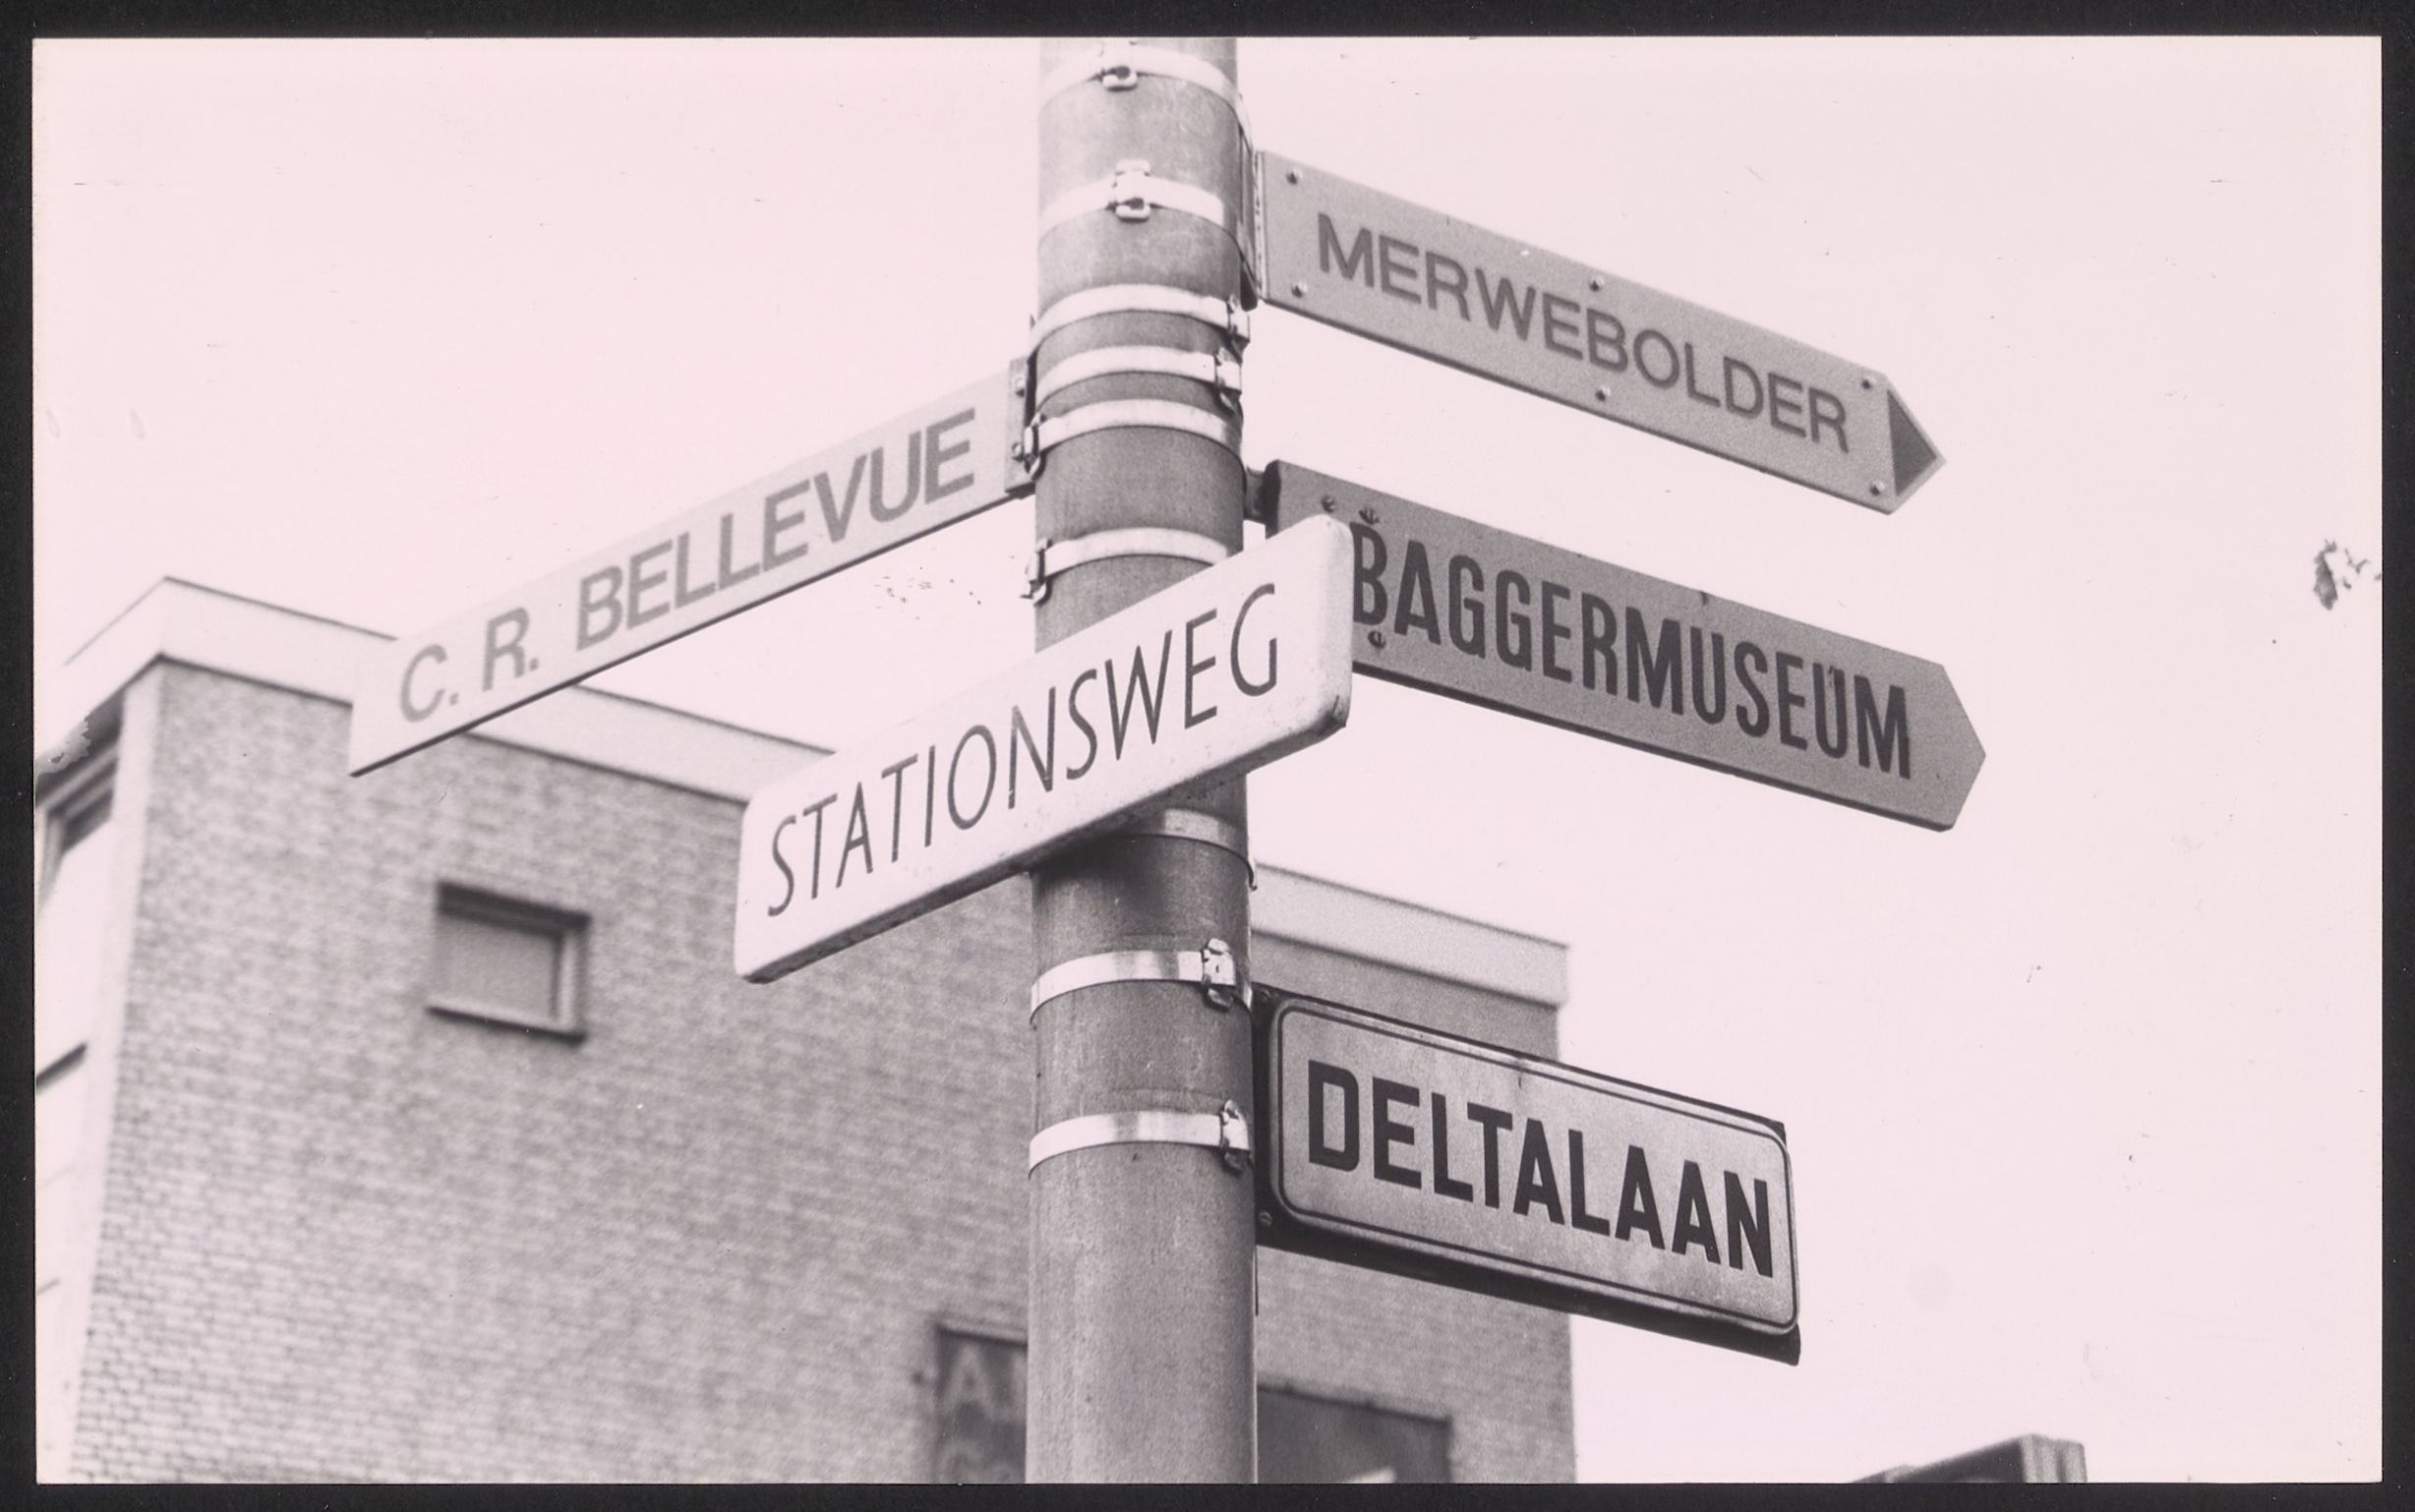 MERWEBOLDER
C. R. BELLEVUE
BAGGERMUSEUM
STATIONSWEG
DELTALAAN